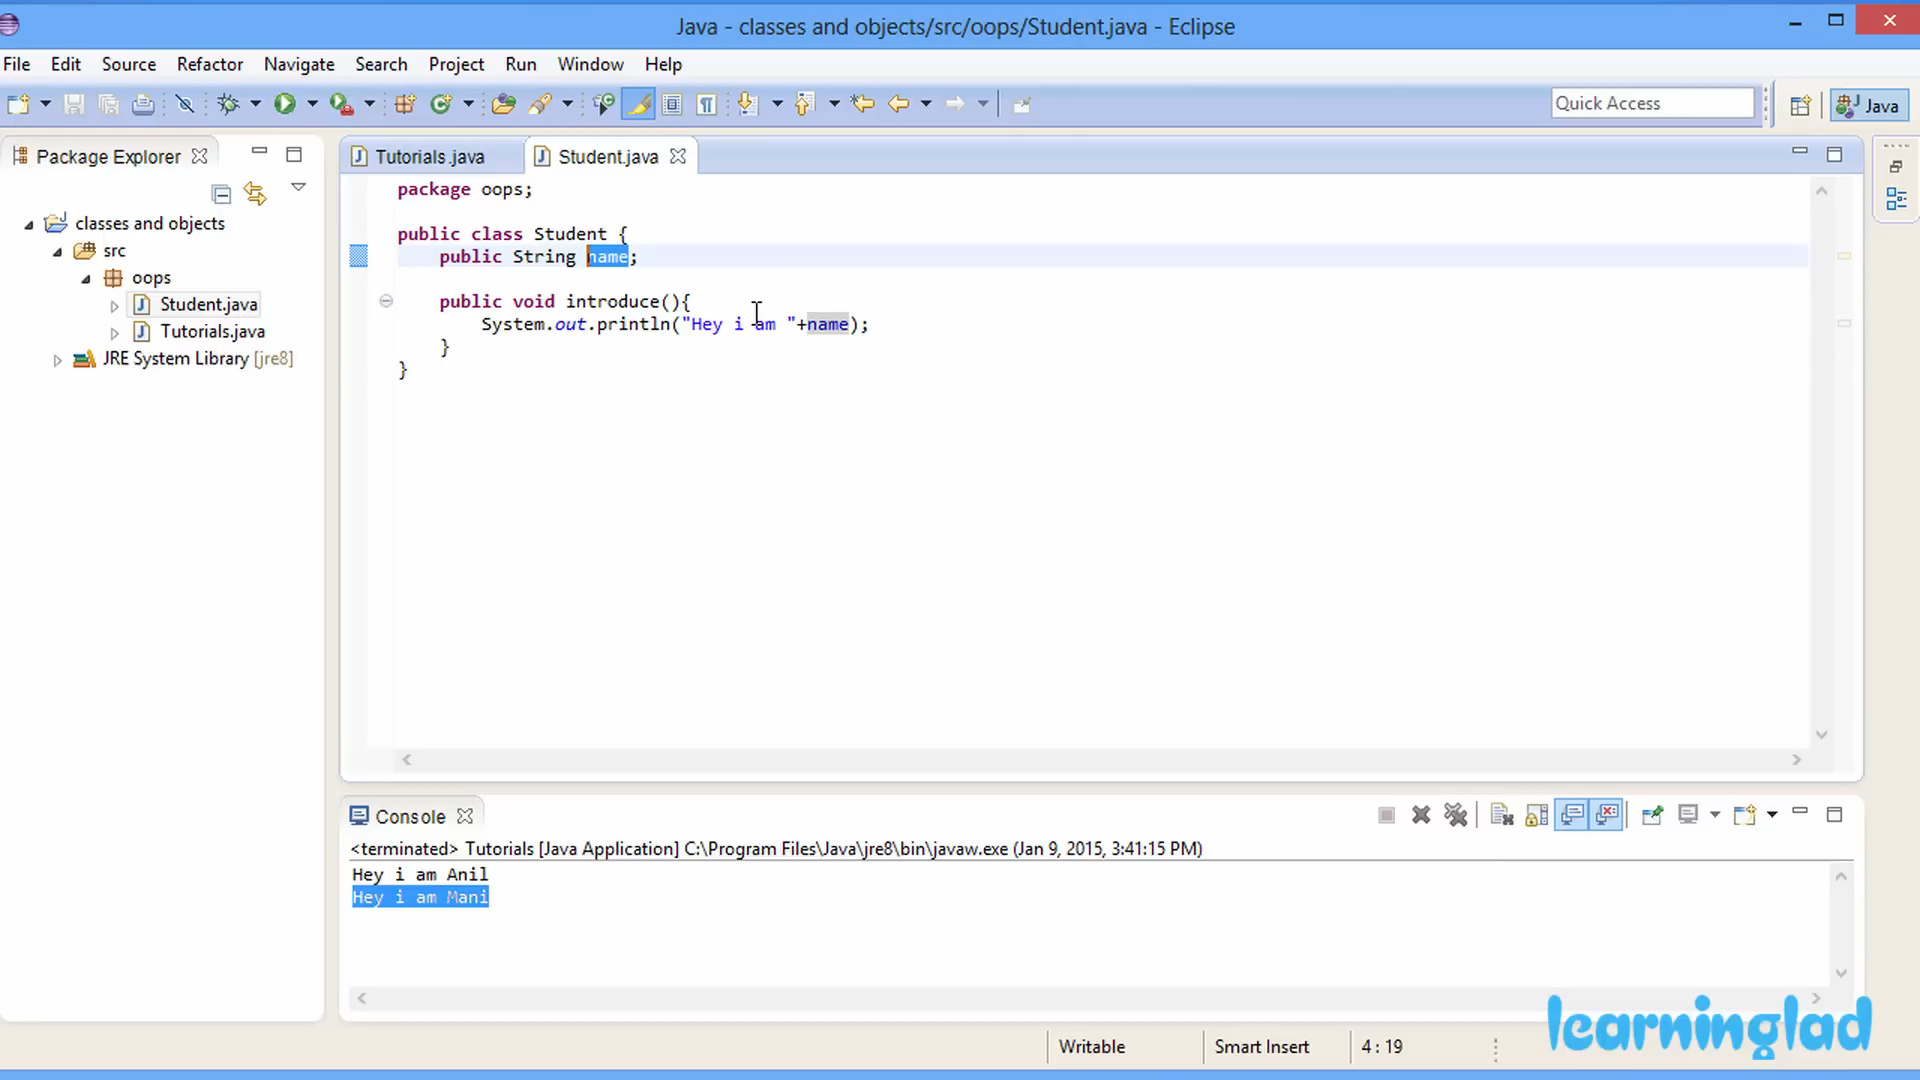 Java - classes and objects/src/oops/Student.java - Eclipse
File Edit Source Refactor Navigate Search Project Run Window Help
Quick Access
Java
Package Explorer
Tutorials.java
Student.java
classes and objects
src
oops
Student.java
Tutorials.java
JRE System Library [jre8]
package oops;
public class Student {
public String name;
public void introduce(){
System.out.println("Hey i am "+name);
}
}
Console
<terminated> Tutorials [Java Application] C:\Program Files\Java\jre8\bin\javaw.exe (Jan 9, 2015, 3:41:15 PM)
Hey i am Anil
Hey i am Mani
learninglad
Writable
Smart Insert
4 : 19